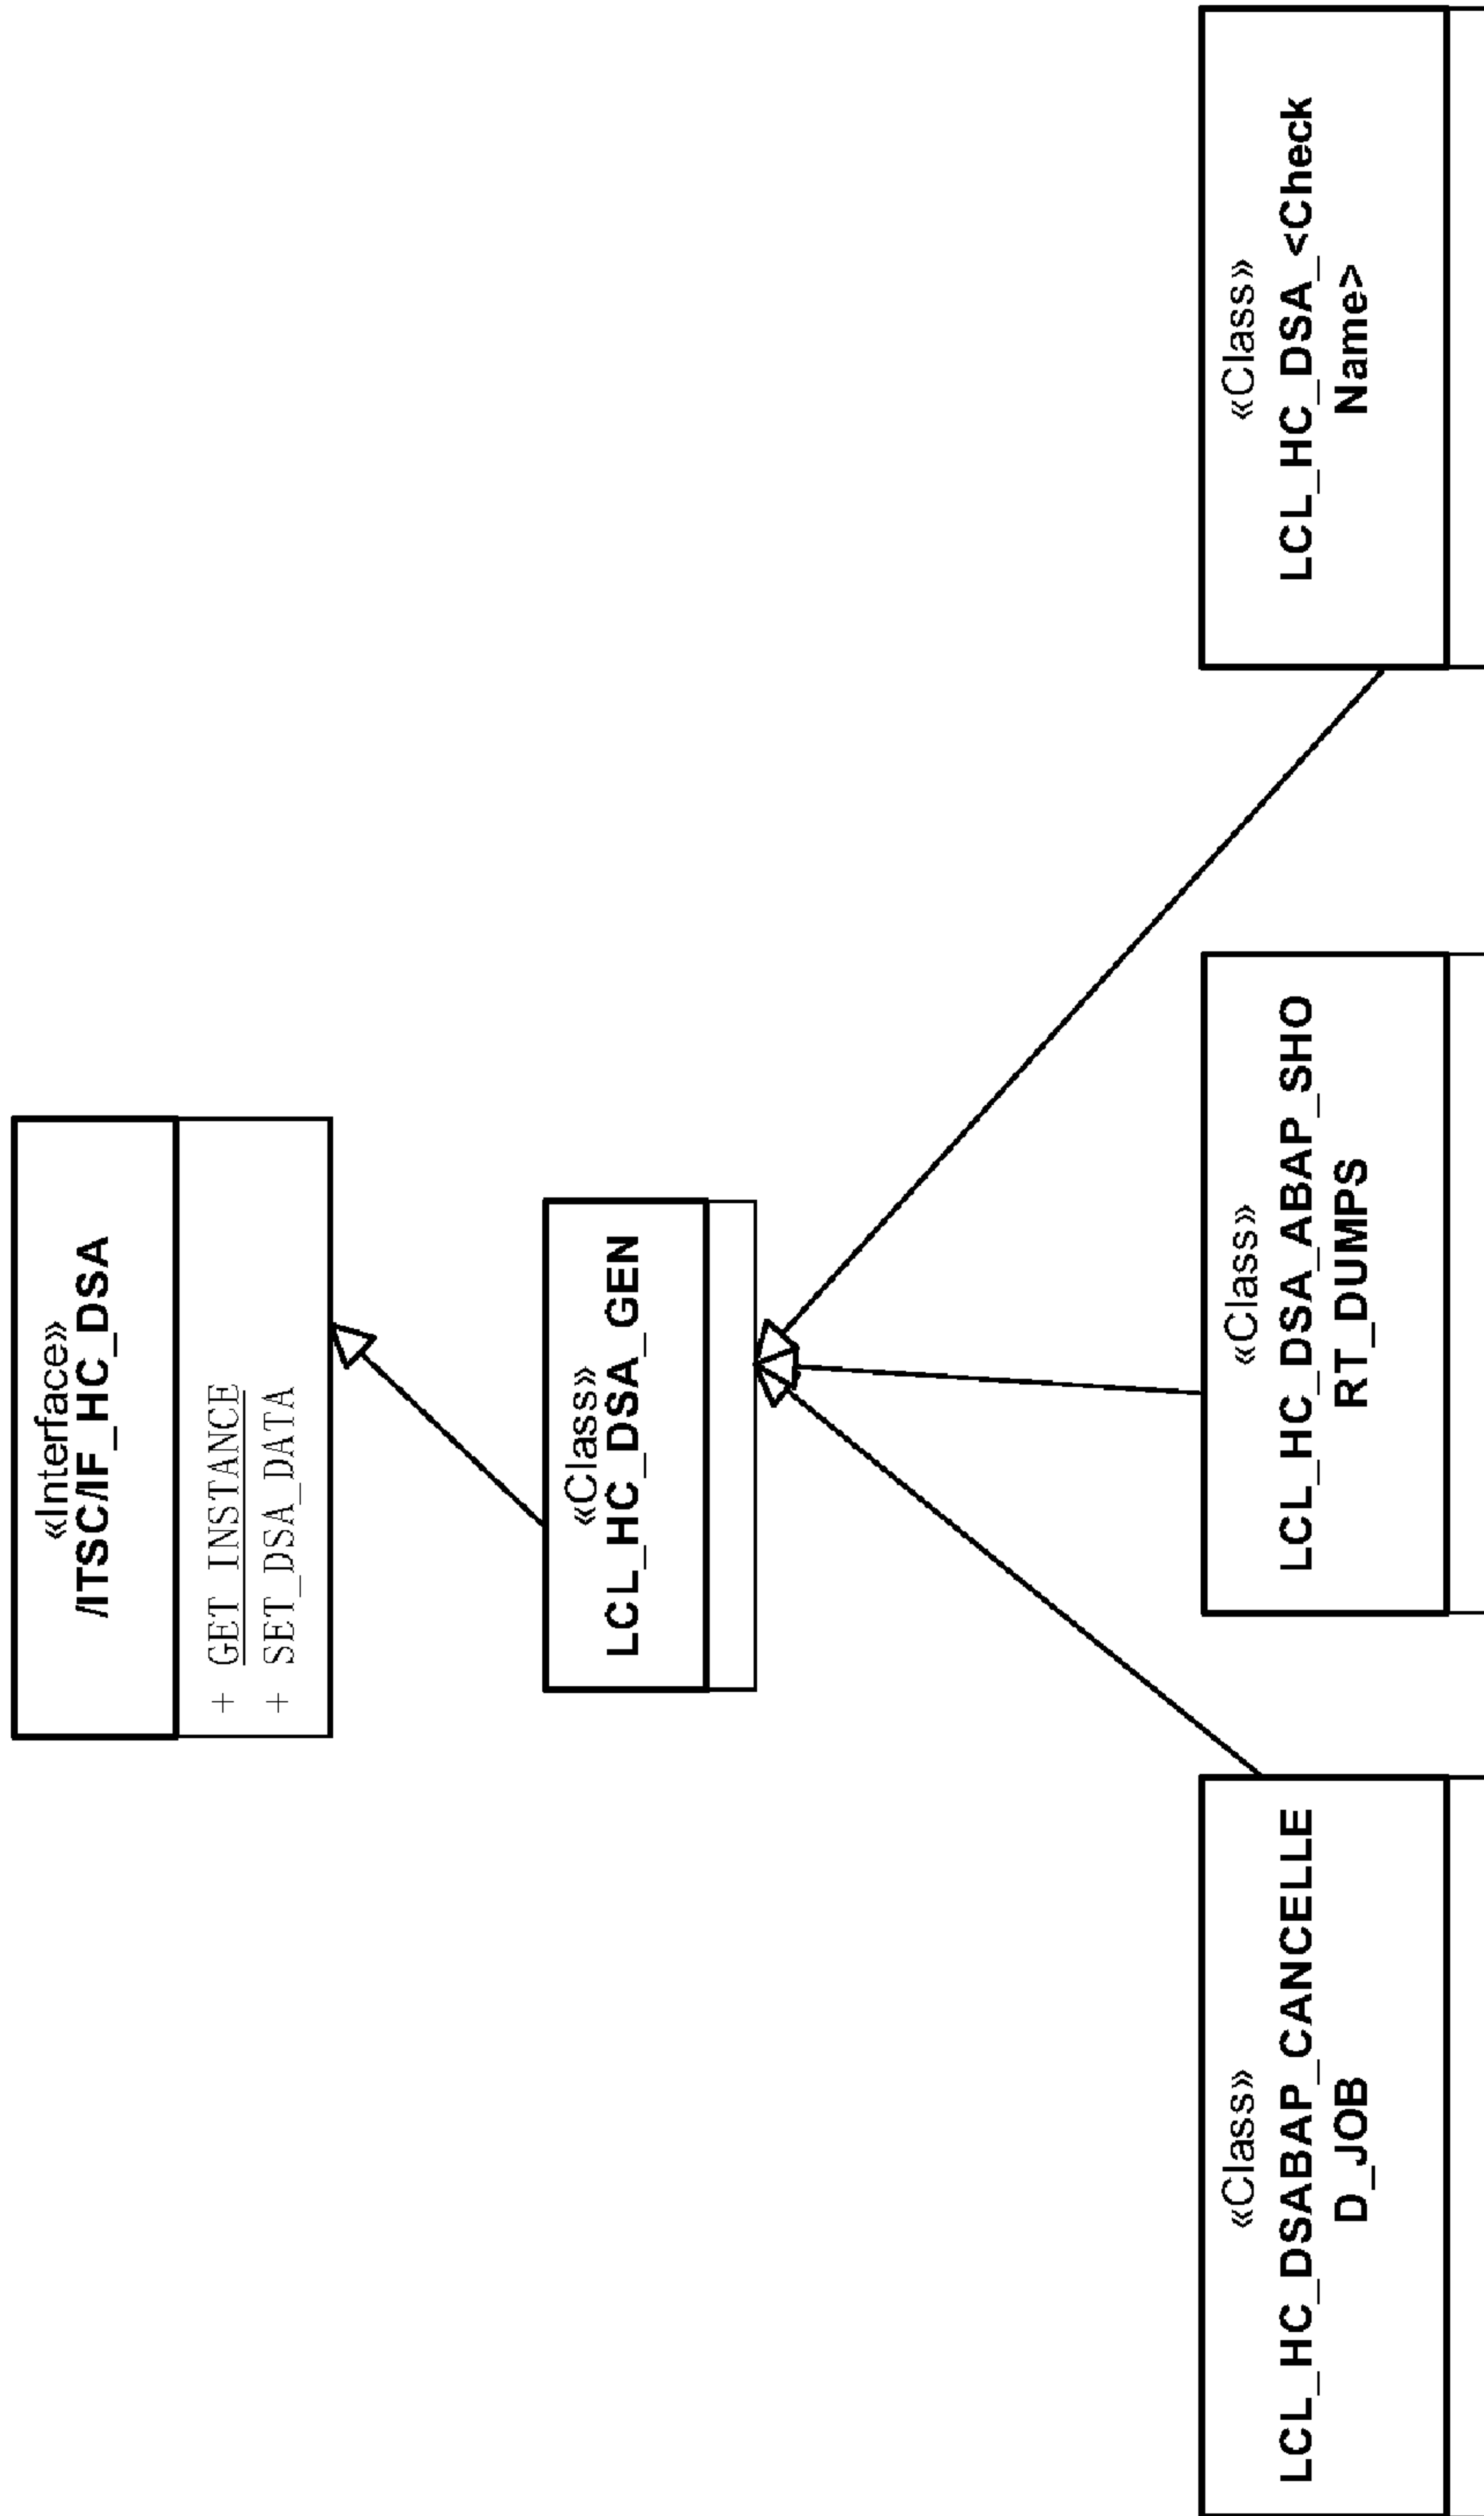 «Interface»
/ITSC/IF_HC_DSA
+ GET_INSTANCE
+ SET_DSA_DATA
«Class»
LCL_HC_DSA_GEN
«Class»
LCL_HC_DSABAP_CANCELLE
D_JOB
«Class»
LCL_HC_DSA_ABAP_SHO
RT_DUMPS
«Class»
LCL_HC_DSA_<Check
Name>